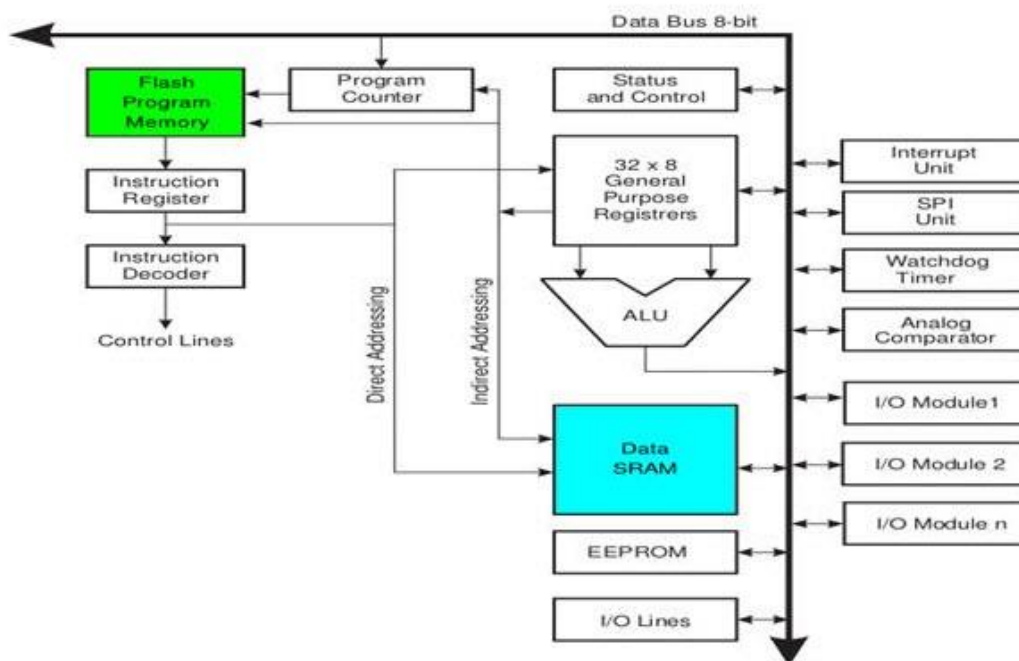 Data Bus 8-bit
Flash
Program
Memory
Program
Counter
Status
and Control
Interrupt
Unit
32 x 8
General
Purpose
Registrers
Instruction
Register
SPI
Unit
Instruction
Decoder
Watchdog
Timer
Control Lines
Direct Addressing
Indirect Addressing
ALU
Analog
Comparator
I/O Module1
Data
SRAM
I/O Module 2
I/O Module n
EEPROM
I/O Lines